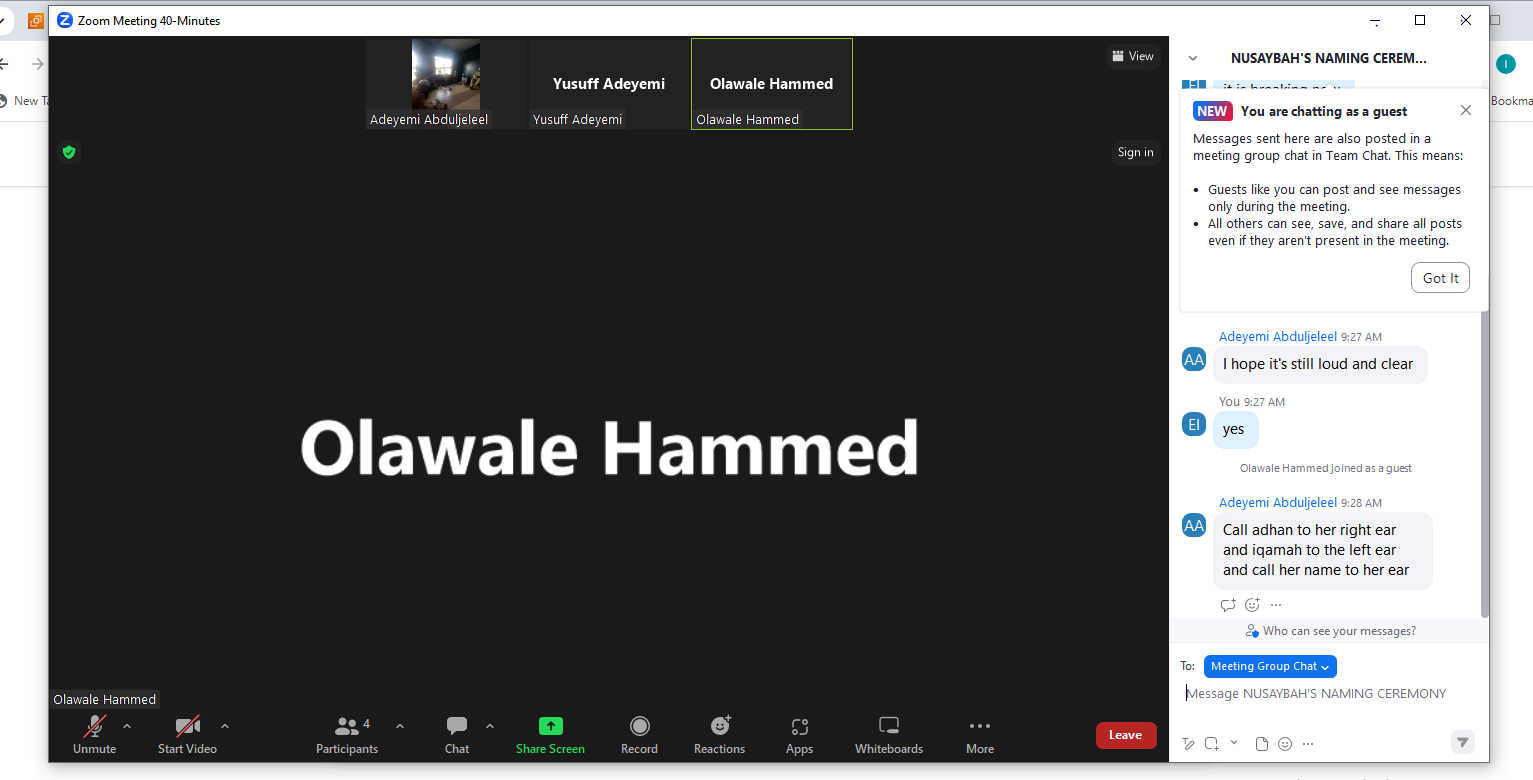 Zoom Meeting 40-Minutes
New Ta
Bookma
I
View
Yusuff Adeyemi
Olawale Hammed
Adeyemi Abduljeleel
Yusuff Adeyemi
Olawale Hammed
Sign in
Olawale Hammed
Olawale Hammed
Unmute
Start Video
4
Participants
Chat
Share Screen
Record
Reactions
Apps
Whiteboards
More
Leave
NUSAYBAH'S NAMING CEREM...
EI
it is breaking
NEW You are chatting as a guest
Messages sent here are also posted in a
meeting group chat in Team Chat. This means:
• Guests like you can post and see messages
only during the meeting.
• All others can see, save, and share all posts
even if they aren't present in the meeting.
Got It
Adeyemi Abduljeleel 9:27 AM
AA
I hope it's still loud and clear
You 9:27 AM
EI
yes
Olawale Hammed joined as a guest
Adeyemi Abduljeleel 9:28 AM
AA
Call adhan to her right ear
and iqamah to the left ear
and call her name to her ear
Who can see your messages?
To: Meeting Group Chat
Message NUSAYBAH'S NAMING CEREMONY